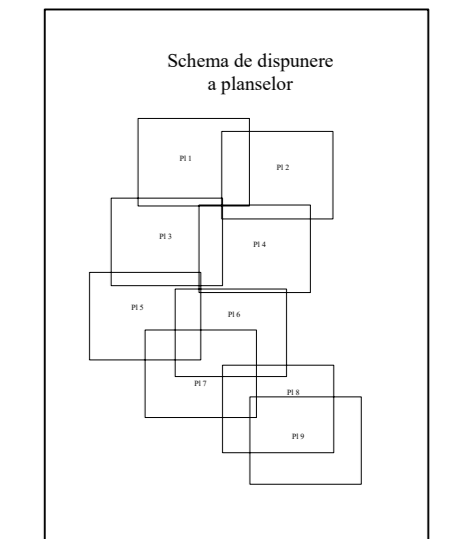 Schema de dispunere
a planselor
Pl 1
Pl 2
Pl 3
Pl 4
Pl 5
Pl 6
Pl 7
Pl 8
Pl 9